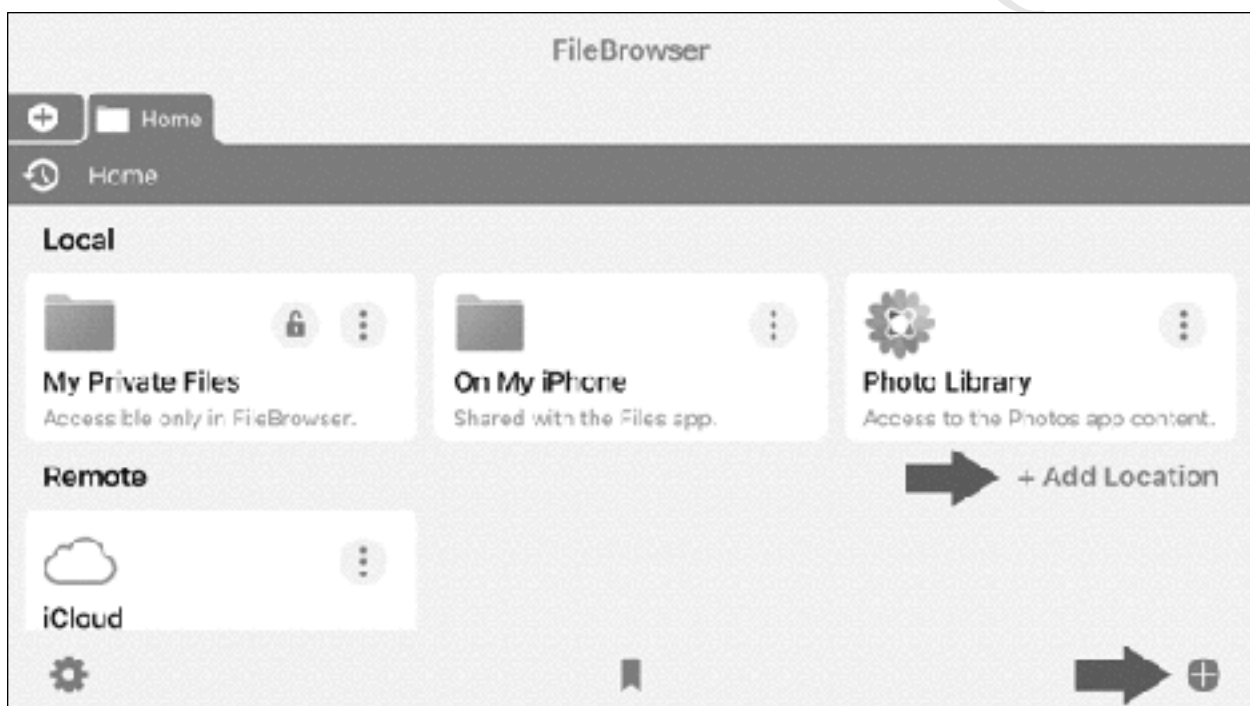 FileBrowser
Home
Home
Local
My Private Files
Accessible only in FileBrowser.
On My iPhone
Shared with the Files app.
Photo Library
Access to the Photos app content.
Remote
+ Add Location
iCloud